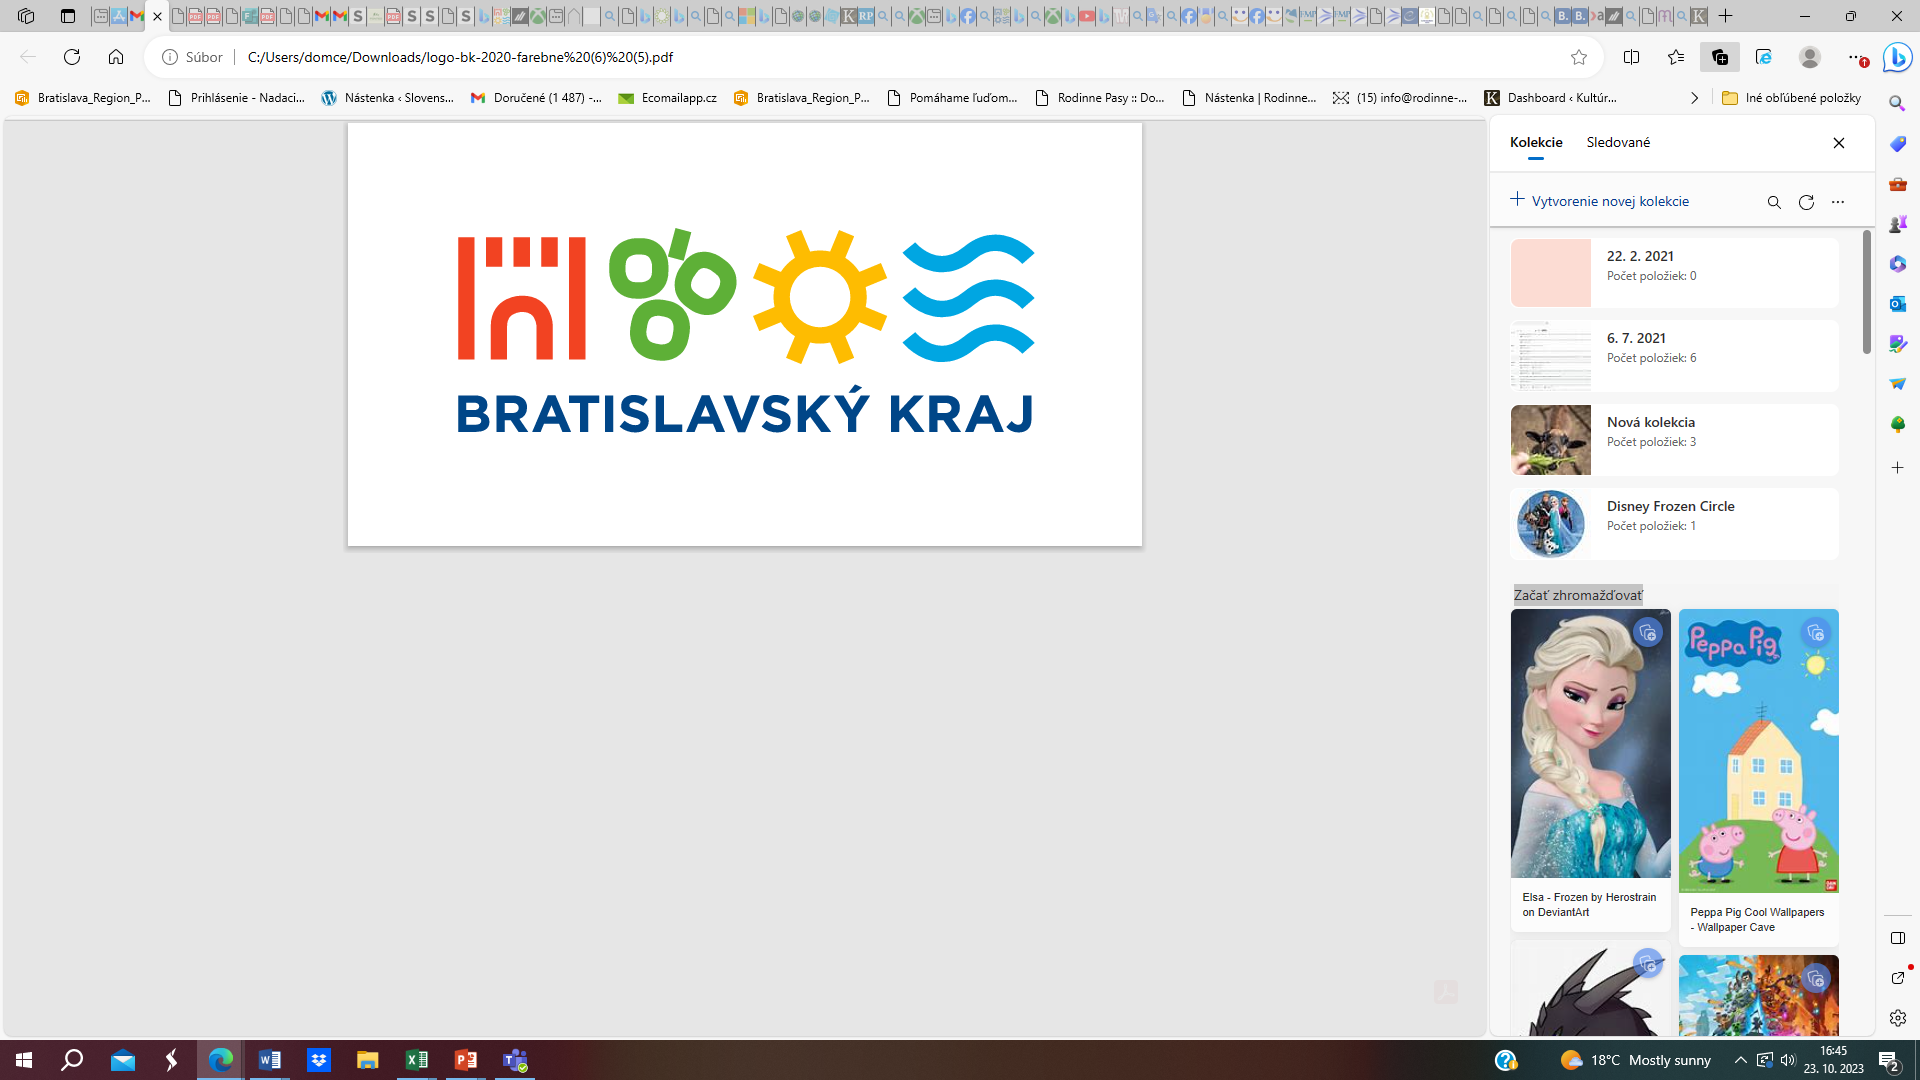 Súbor
C:/Users/domce/Downloads/logo-bk-2020-farebne%20(6)%20(5).pdf
Bratislava_Region_P...
Prihlásenie - Nadaci...
Nástenka ‹ Slovens...
Doručené (1 487) -...
Ecomailapp.cz
Bratislava_Region_P...
Pomáhame ľuďom...
Rodinne Pasy :: Do...
Nástenka | Rodinne...
(15) info@rodinne-...
Dashboard ‹ Kultúr...
Iné obľúbené položky
BRATISLAVSKÝ KRAJ
Kolekcie
Sledované
Vytvorenie novej kolekcie
22. 2. 2021
Počet položiek: 0
6. 7. 2021
Počet položiek: 6
Nová kolekcia
Počet položiek: 3
Disney Frozen Circle
Počet položiek: 1
Začať zhromažďovať
Elsa - Frozen by Herostrain
on DeviantArt
Peppa Pig
Peppa Pig Cool Wallpapers
- Wallpaper Cave
18°C Mostly sunny
16:45
23. 10. 2023
2